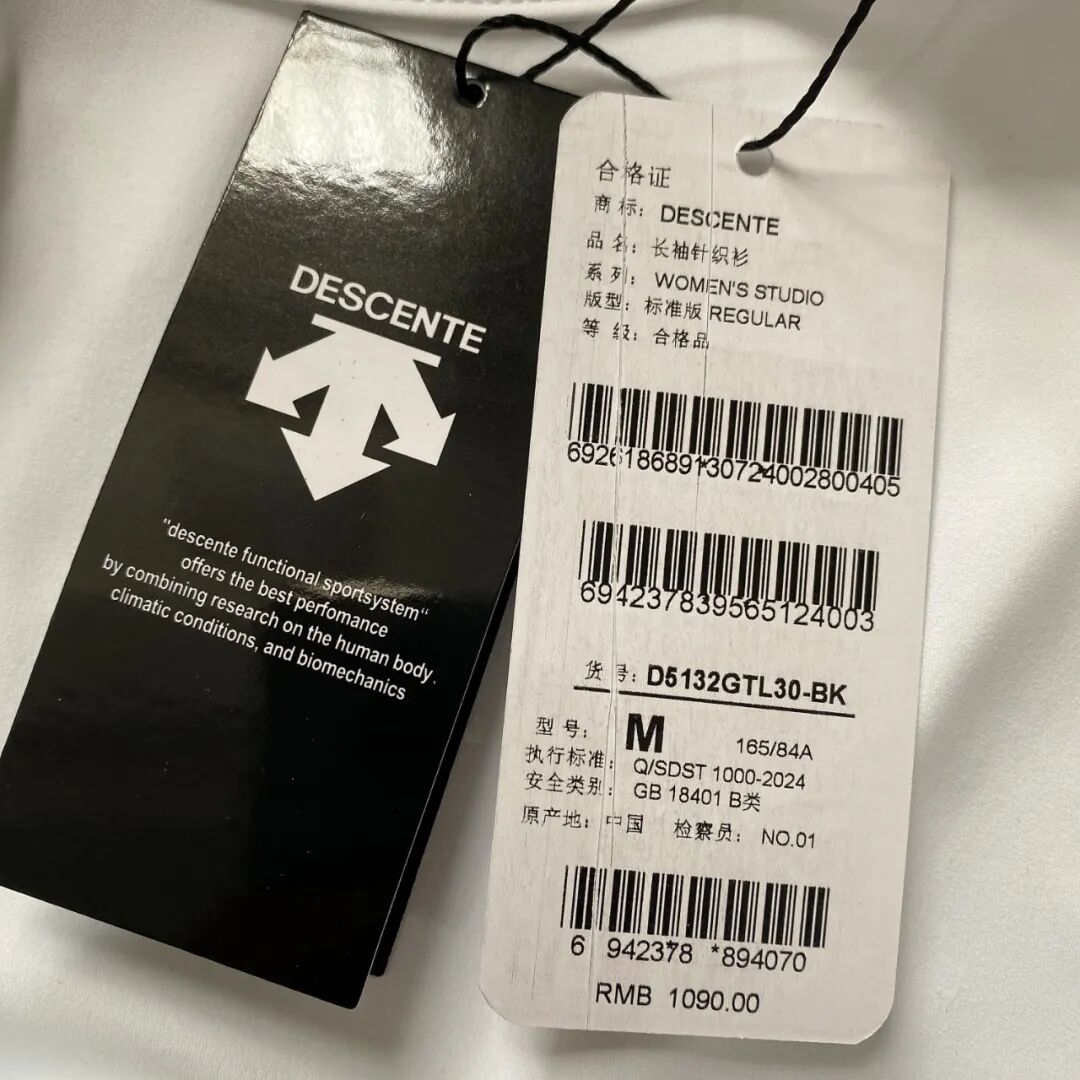 DESCENTE
"descente functional sportsystem“
offers the best perfomance
by combining research on the human body,
climatic conditions, and biomechanics
合格证
商标：DESCENTE
品名：长袖针织衫
系列：WOMEN'S STUDIO
版型：标准版 REGULAR
等级：合格品
69261868913072*4002800405
694237839565124003
货号：D5132GTL30-BK
型号：M 165/84A
执行标准：Q/SDST 1000-2024
安全类别：GB 18401 B类
原产地：中国 检察员：NO.01
6 942378 *894070
RMB 1090.00